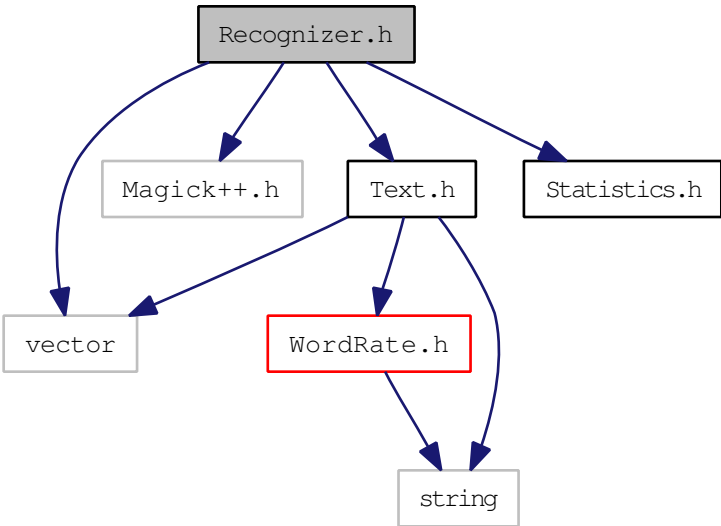 Recognizer.h
Magick++.h
Text.h
Statistics.h
vector
WordRate.h
string